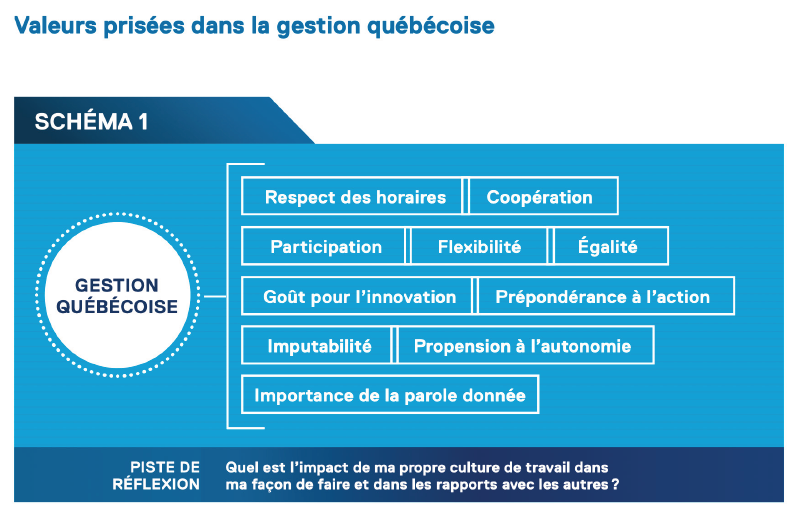 Valeurs prisées dans la gestion québécoise
SCHÉMA 1
GESTION
QUÉBÉCOISE
Respect des horaires
Coopération
Participation
Flexibilité
Égalité
Goût pour l'innovation
Prépondérance à l'action
Imputabilité
Propension à l'autonomie
Importance de la parole donnée
PISTE DE
RÉFLEXION
Quel est l'impact de ma propre culture de travail dans
ma façon de faire et dans les rapports avec les autres ?